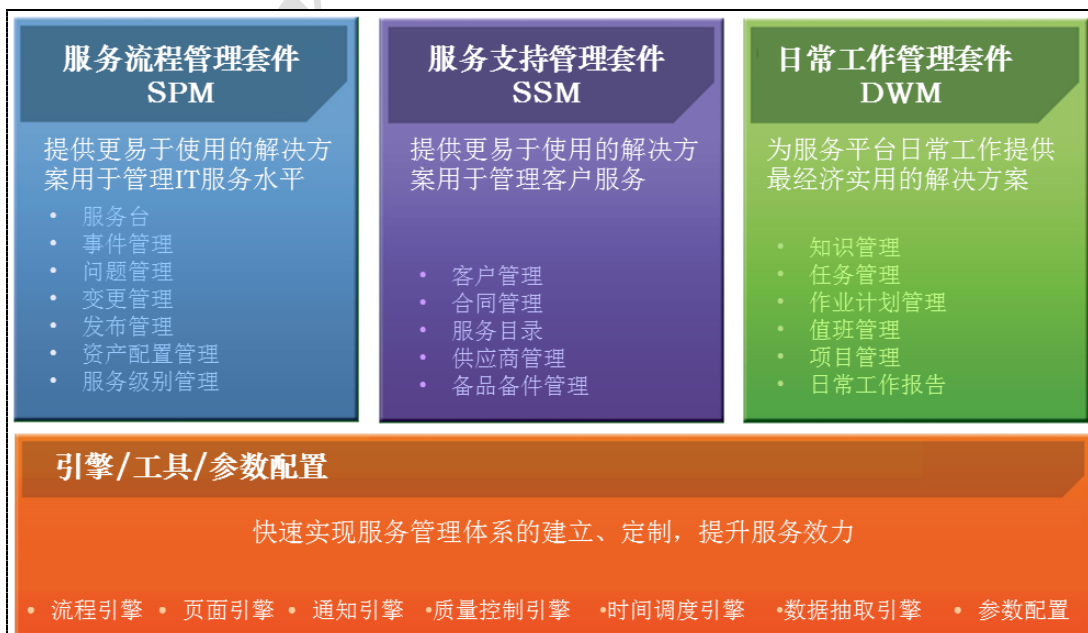 服务流程管理套件
SPM
提供更易于使用的解决方
案用于管理IT服务水平
• 服务台
• 事件管理
• 问题管理
• 变更管理
• 发布管理
• 资产配置管理
• 服务级别管理
服务支持管理套件
SSM
提供更易于使用的解决方
案用于管理客户服务
• 客户管理
• 合同管理
• 服务目录
• 供应商管理
• 备品备件管理
日常工作管理套件
DWM
为服务平台日常工作提供
最经济实用的解决方案
• 知识管理
• 任务管理
• 作业计划管理
• 值班管理
• 项目管理
• 日常工作报告
引擎/工具/参数配置
快速实现服务管理体系的建立、定制，提升服务效力
• 流程引擎 • 页面引擎 • 通知引擎 •质量控制引擎 •时间调度引擎 •数据抽取引擎 • 参数配置